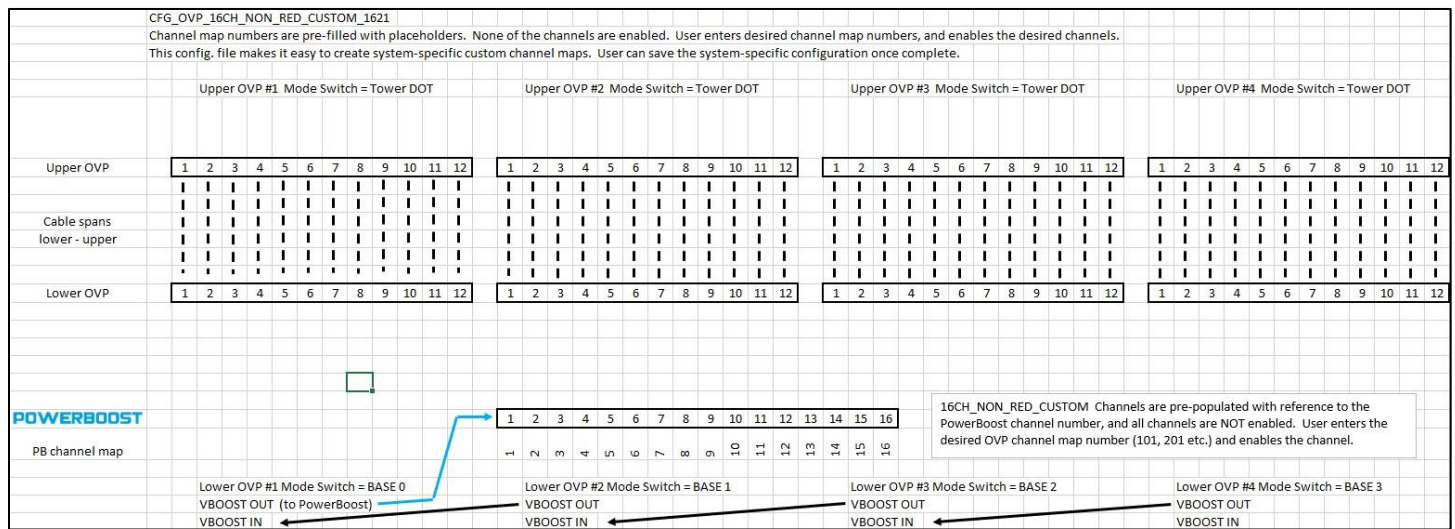 CFG_OVP_16CH_NON_RED_CUSTOM_1621
Channel map numbers are pre-filled with placeholders.  None of the channels are enabled.  User enters desired channel map numbers, and enables the desired channels.
This config. file makes it easy to create system-specific custom channel maps.  User can save the system-specific configuration once complete.
Upper OVP #1  Mode Switch = Tower DOT Upper OVP #2  Mode Switch = Tower DOT Upper OVP #3  Mode Switch = Tower DOT Upper OVP #4  Mode Switch = Tower DOT
Upper OVP 1 2 3 4 5 6 7 8 9 10 11 12 1 2 3 4 5 6 7 8 9 10 11 12 1 2 3 4 5 6 7 8 9 10 11 12 1 2 3 4 5 6 7 8 9 10 11 12
Cable spans
lower - upper
Lower OVP 1 2 3 4 5 6 7 8 9 10 11 12 1 2 3 4 5 6 7 8 9 10 11 12 1 2 3 4 5 6 7 8 9 10 11 12 1 2 3 4 5 6 7 8 9 10 11 12
POWERBOOST 1 2 3 4 5 6 7 8 9 10 11 12 13 14 15 16
PB channel map 1 2 3 4 5 6 7 8 9 10 11 12 13 14 15 16
16CH_NON_RED_CUSTOM  Channels are pre-populated with reference to the
PowerBoost channel number, and all channels are NOT enabled.  User enters the
desired OVP channel map number (101, 201 etc.) and enables the channel.
Lower OVP #1 Mode Switch = BASE 0 Lower OVP #2 Mode Switch = BASE 1 Lower OVP #3 Mode Switch = BASE 2 Lower OVP #4 Mode Switch = BASE 3
VBOOST OUT  (to PowerBoost) VBOOST OUT VBOOST OUT VBOOST OUT
VBOOST IN VBOOST IN VBOOST IN VBOOST IN